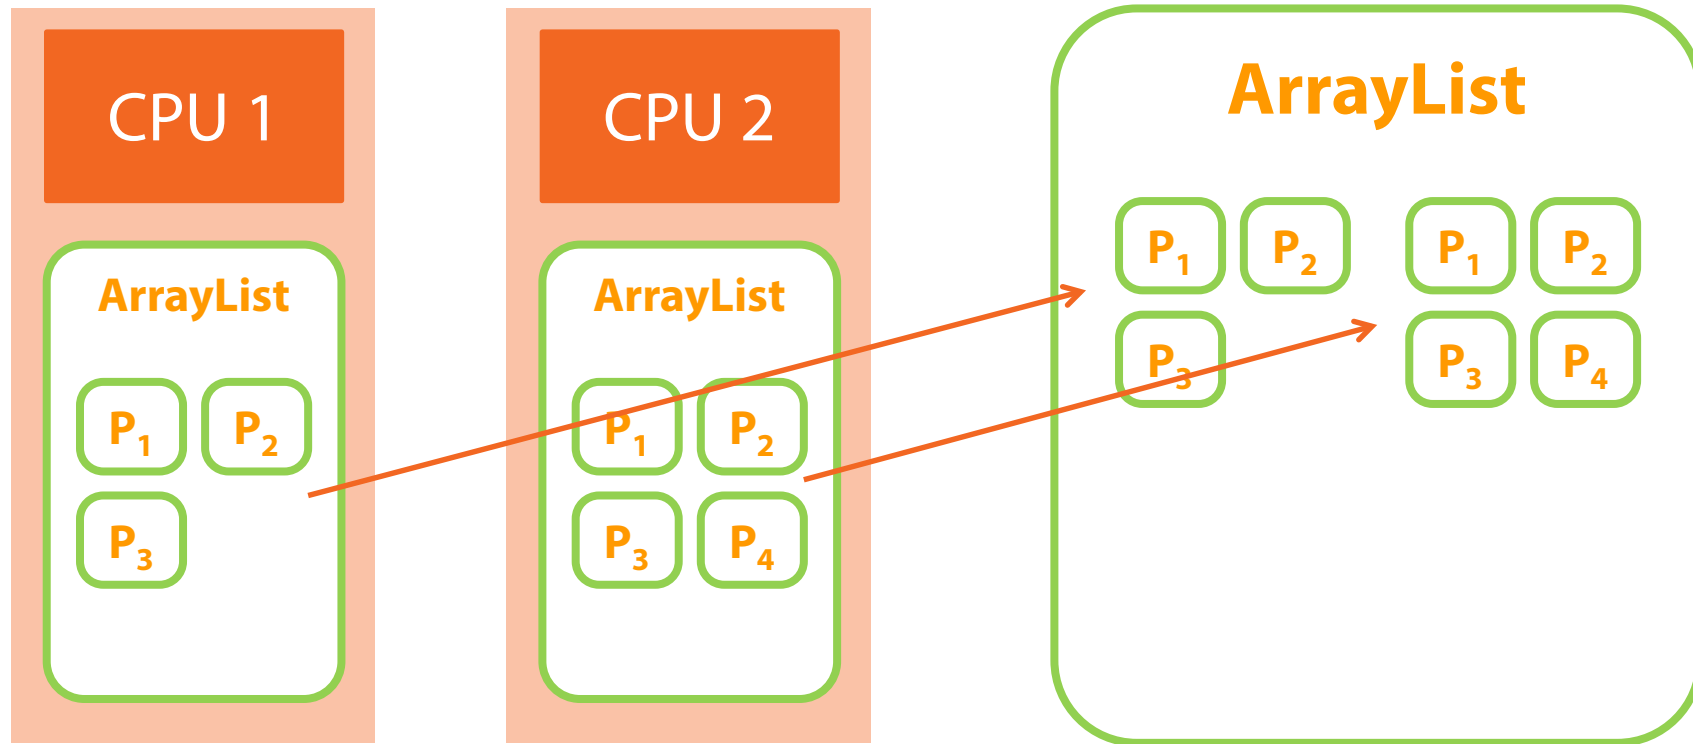 CPU 1
ArrayList
P1 P2
P3
CPU 2
ArrayList
P1 P2
P3 P4
ArrayList
P1 P2 P1 P2
P3 P3 P4